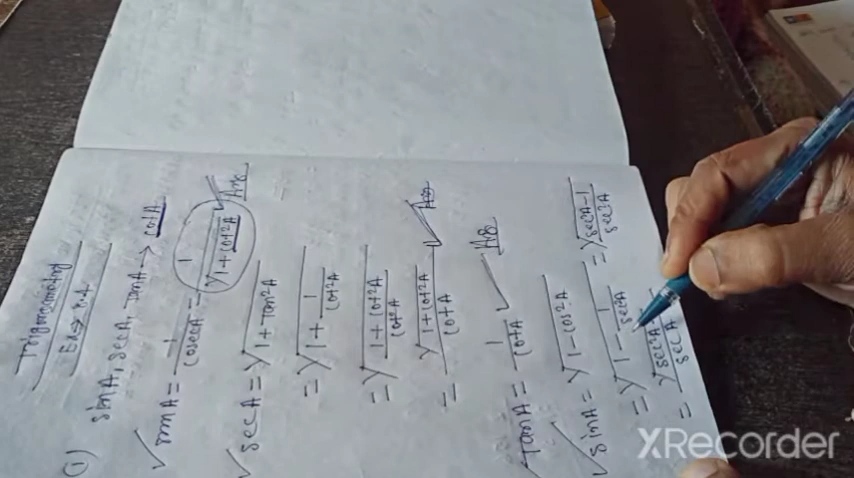 Trigonometry
Ex → 8.4
(1) sinA, secA, tanA → cotA
✓ sinA = 1/cosecA = 1/√(1+cot²A) ✓ Ans
✓ secA = √(1+tan²A)
= √(1+1/cot²A)
= √((1+cot²A)/cot²A)
= √(1+cot²A)/cotA ✓ Ans
✓ tanA = 1/cotA ✓ Ans
✓ sinA = √(1-cos²A)
= √(1-1/sec²A) = √((sec²A-1)/sec²A)
= √(sec²A-/secA
XRecorder